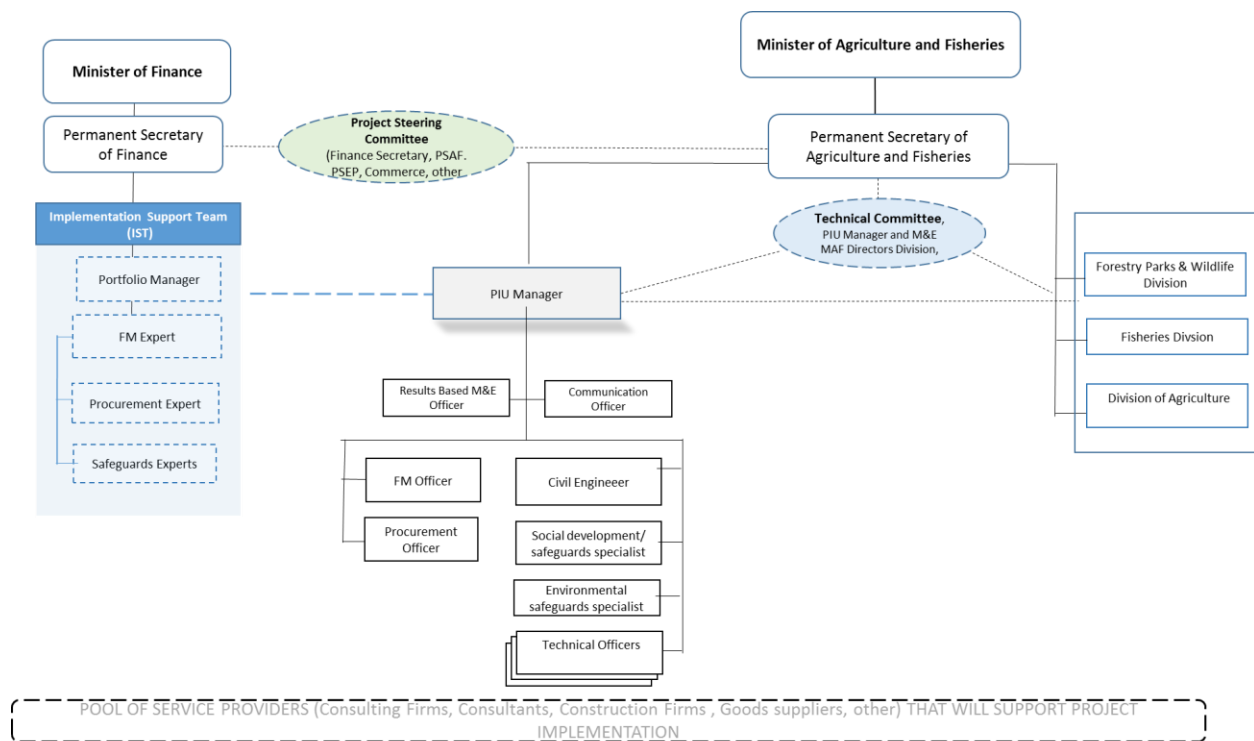 Minister of Finance
Minister of Agriculture and Fisheries
Permanent Secretary
of Finance
Project Steering
Committee
(Finance Secretary, PSAF.
PSEP, Commerce, other
Permanent Secretary of
Agriculture and Fisheries
Implementation Support Team
(IST)
Portfolio Manager
FM Expert
Procurement Expert
Safeguards Experts
Technical Committee,
PIU Manager and M&E
MAF Directors Division,
PIU Manager
Forestry Parks & Wildlife
Division
Fisheries Divsion
Division of Agriculture
Results Based M&E
Officer
Communication
Officer
FM Officer
Procurement
Officer
Civil Engineeer
Social development/
safeguards specialist
Environmental
safeguards specialist
Technical Officers
POOL OF SERVICE PROVIDERS (Consulting Firms, Consultants, Construction Firms , Goods suppliers, other) THAT WILL SUPPORT PROJECT
IMPLEMENTATION